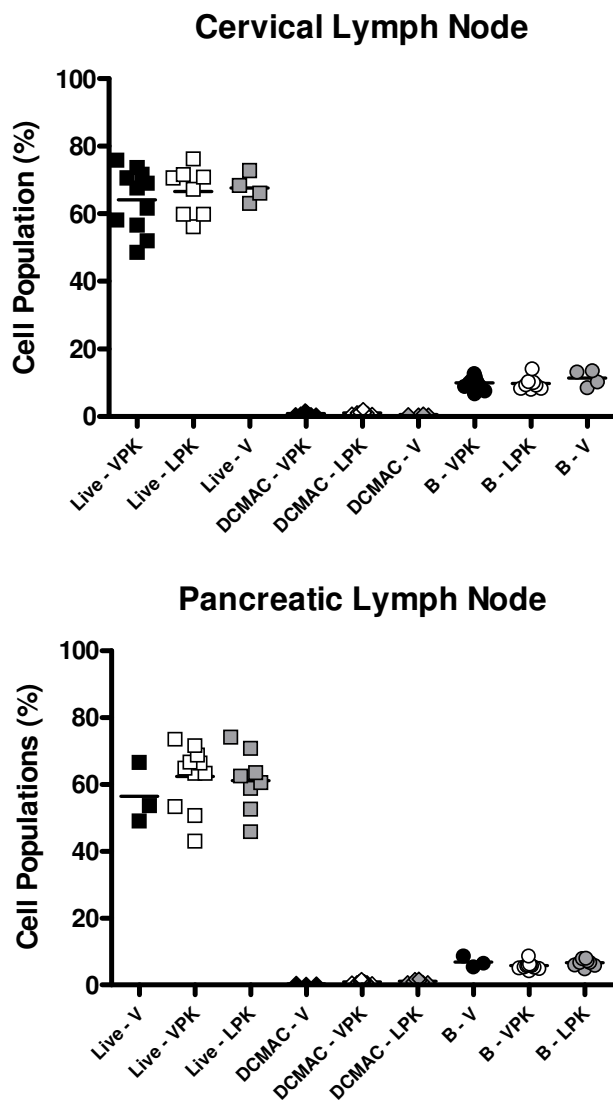 Cervical Lymph Node
Cell Population (%)
100
80
60
40
20
0
Live - VPK
Live - LPK
Live - V
DCMAC - VPK
DCMAC - LPK
DCMAC - V
B - VPK
B - LPK
B - V
Pancreatic Lymph Node
Cell Populations (%)
100
80
60
40
20
0
Live - V
Live - VPK
Live - LPK
DCMAC - V
DCMAC - VPK
DCMAC - LPK
B - V
B - VPK
B - LPK